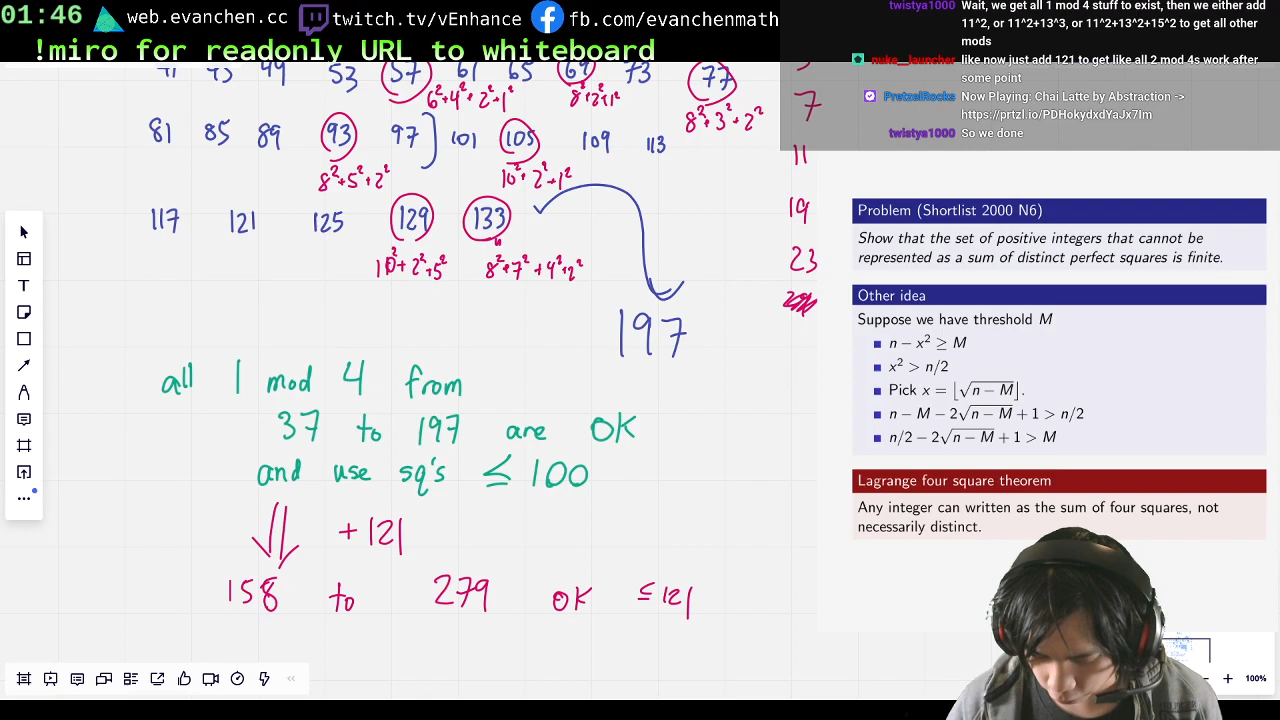 01:46 web.evanchen.cc twitch.tv/vEnhance fb.com/evanchenmath
!miro for readonly URL to whiteboard
twistya1000 Wait, we get all 1 mod 4 stuff to exist, then we either add
11^2, or 11^2+13^3, or 11^2+13^2+15^2 to get all other
mods
nuke_launcher like now just add 121 to get like all 2 mod 4s work after
some point
PretzelRocks Now Playing: Chai Latte by Abstraction ->
https://prtzl.io/PDHokydxdYaJx7Im
twistya1000 So we done
41 45 49 53 57 61 65 69 73 77
6²+4²+2²+1² 8²+2²+1² 8²+3²+2²
81 85 89 93 97 101 105 109 113
8²+5²+2² 10²+2²+1²
117 121 125 129 133
10²+2²+5² 8²+7²+4²+2²
197
7
11
19
23
all 1 mod 4 from
37 to 197 are OK
and use sq's ≤ 100
+121
158 to 279 OK ≤121
Problem (Shortlist 2000 N6)
Show that the set of positive integers that cannot be
represented as a sum of distinct perfect squares is finite.
Other idea
Suppose we have threshold M
n − x² ≥ M
x² > n/2
Pick x = ⌊√(n − M)⌋.
n − M − 2√(n − M) + 1 > n/2
n/2 − 2√(n − M) + 1 > M
Lagrange four square theorem
Any integer can written as the sum of four squares, not
necessarily distinct.
100%